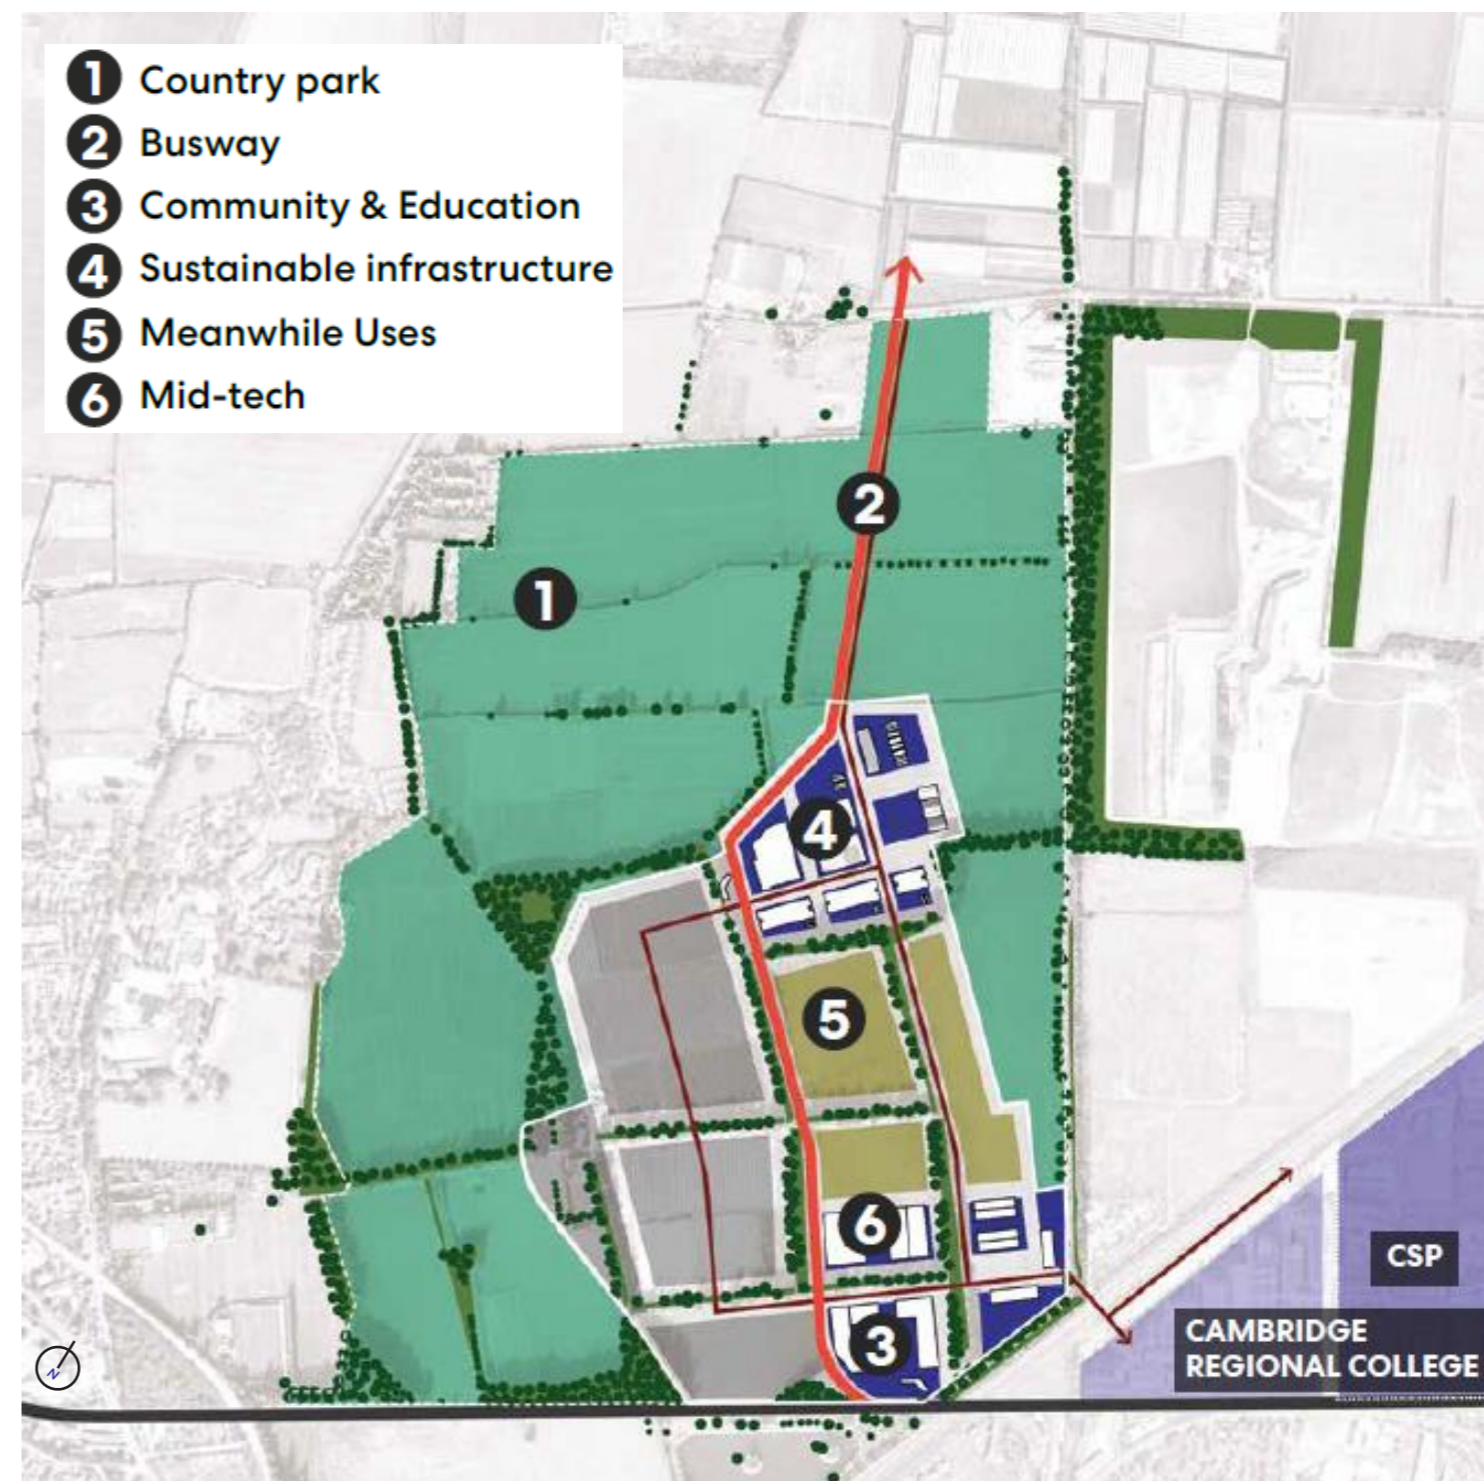 1 Country park
2 Busway
3 Community & Education
4 Sustainable infrastructure
5 Meanwhile Uses
6 Mid-tech
2
1
4
5
6
CSP
3
CAMBRIDGE
REGIONAL COLLEGE
N